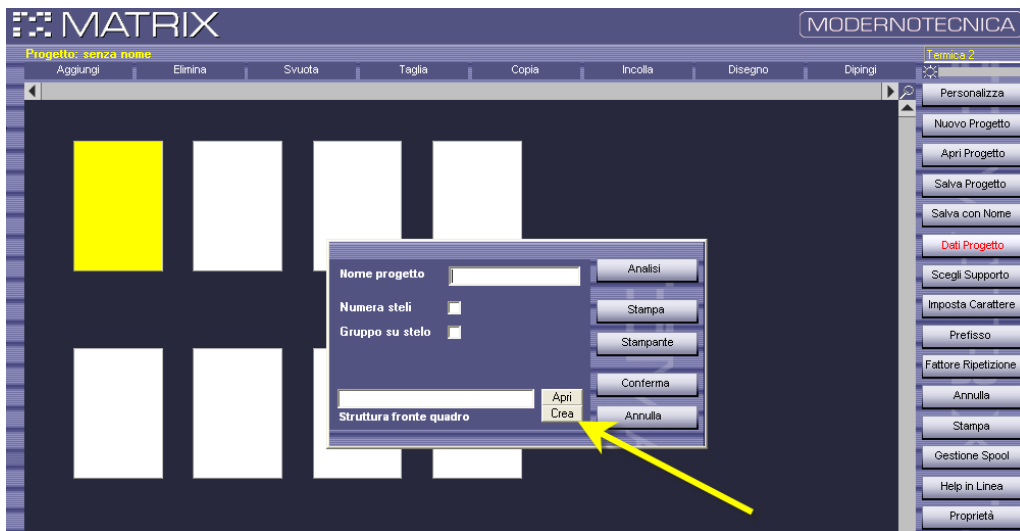 MATRIX
MODERNOTECNICA
Progetto: senza nome
Termica 2
Aggiungi Elimina Svuota Taglia Copia Incolla Disegno Dipingi
Personalizza
Nuovo Progetto
Apri Progetto
Salva Progetto
Salva con Nome
Dati Progetto
Scegli Supporto
Imposta Carattere
Prefisso
Fattore Ripetizione
Annulla
Stampa
Gestione Spool
Help in Linea
Proprietà
Nome progetto
Numera steli
Gruppo su stelo
Struttura fronte quadro
Apri
Crea
Analisi
Stampa
Stampante
Conferma
Annulla